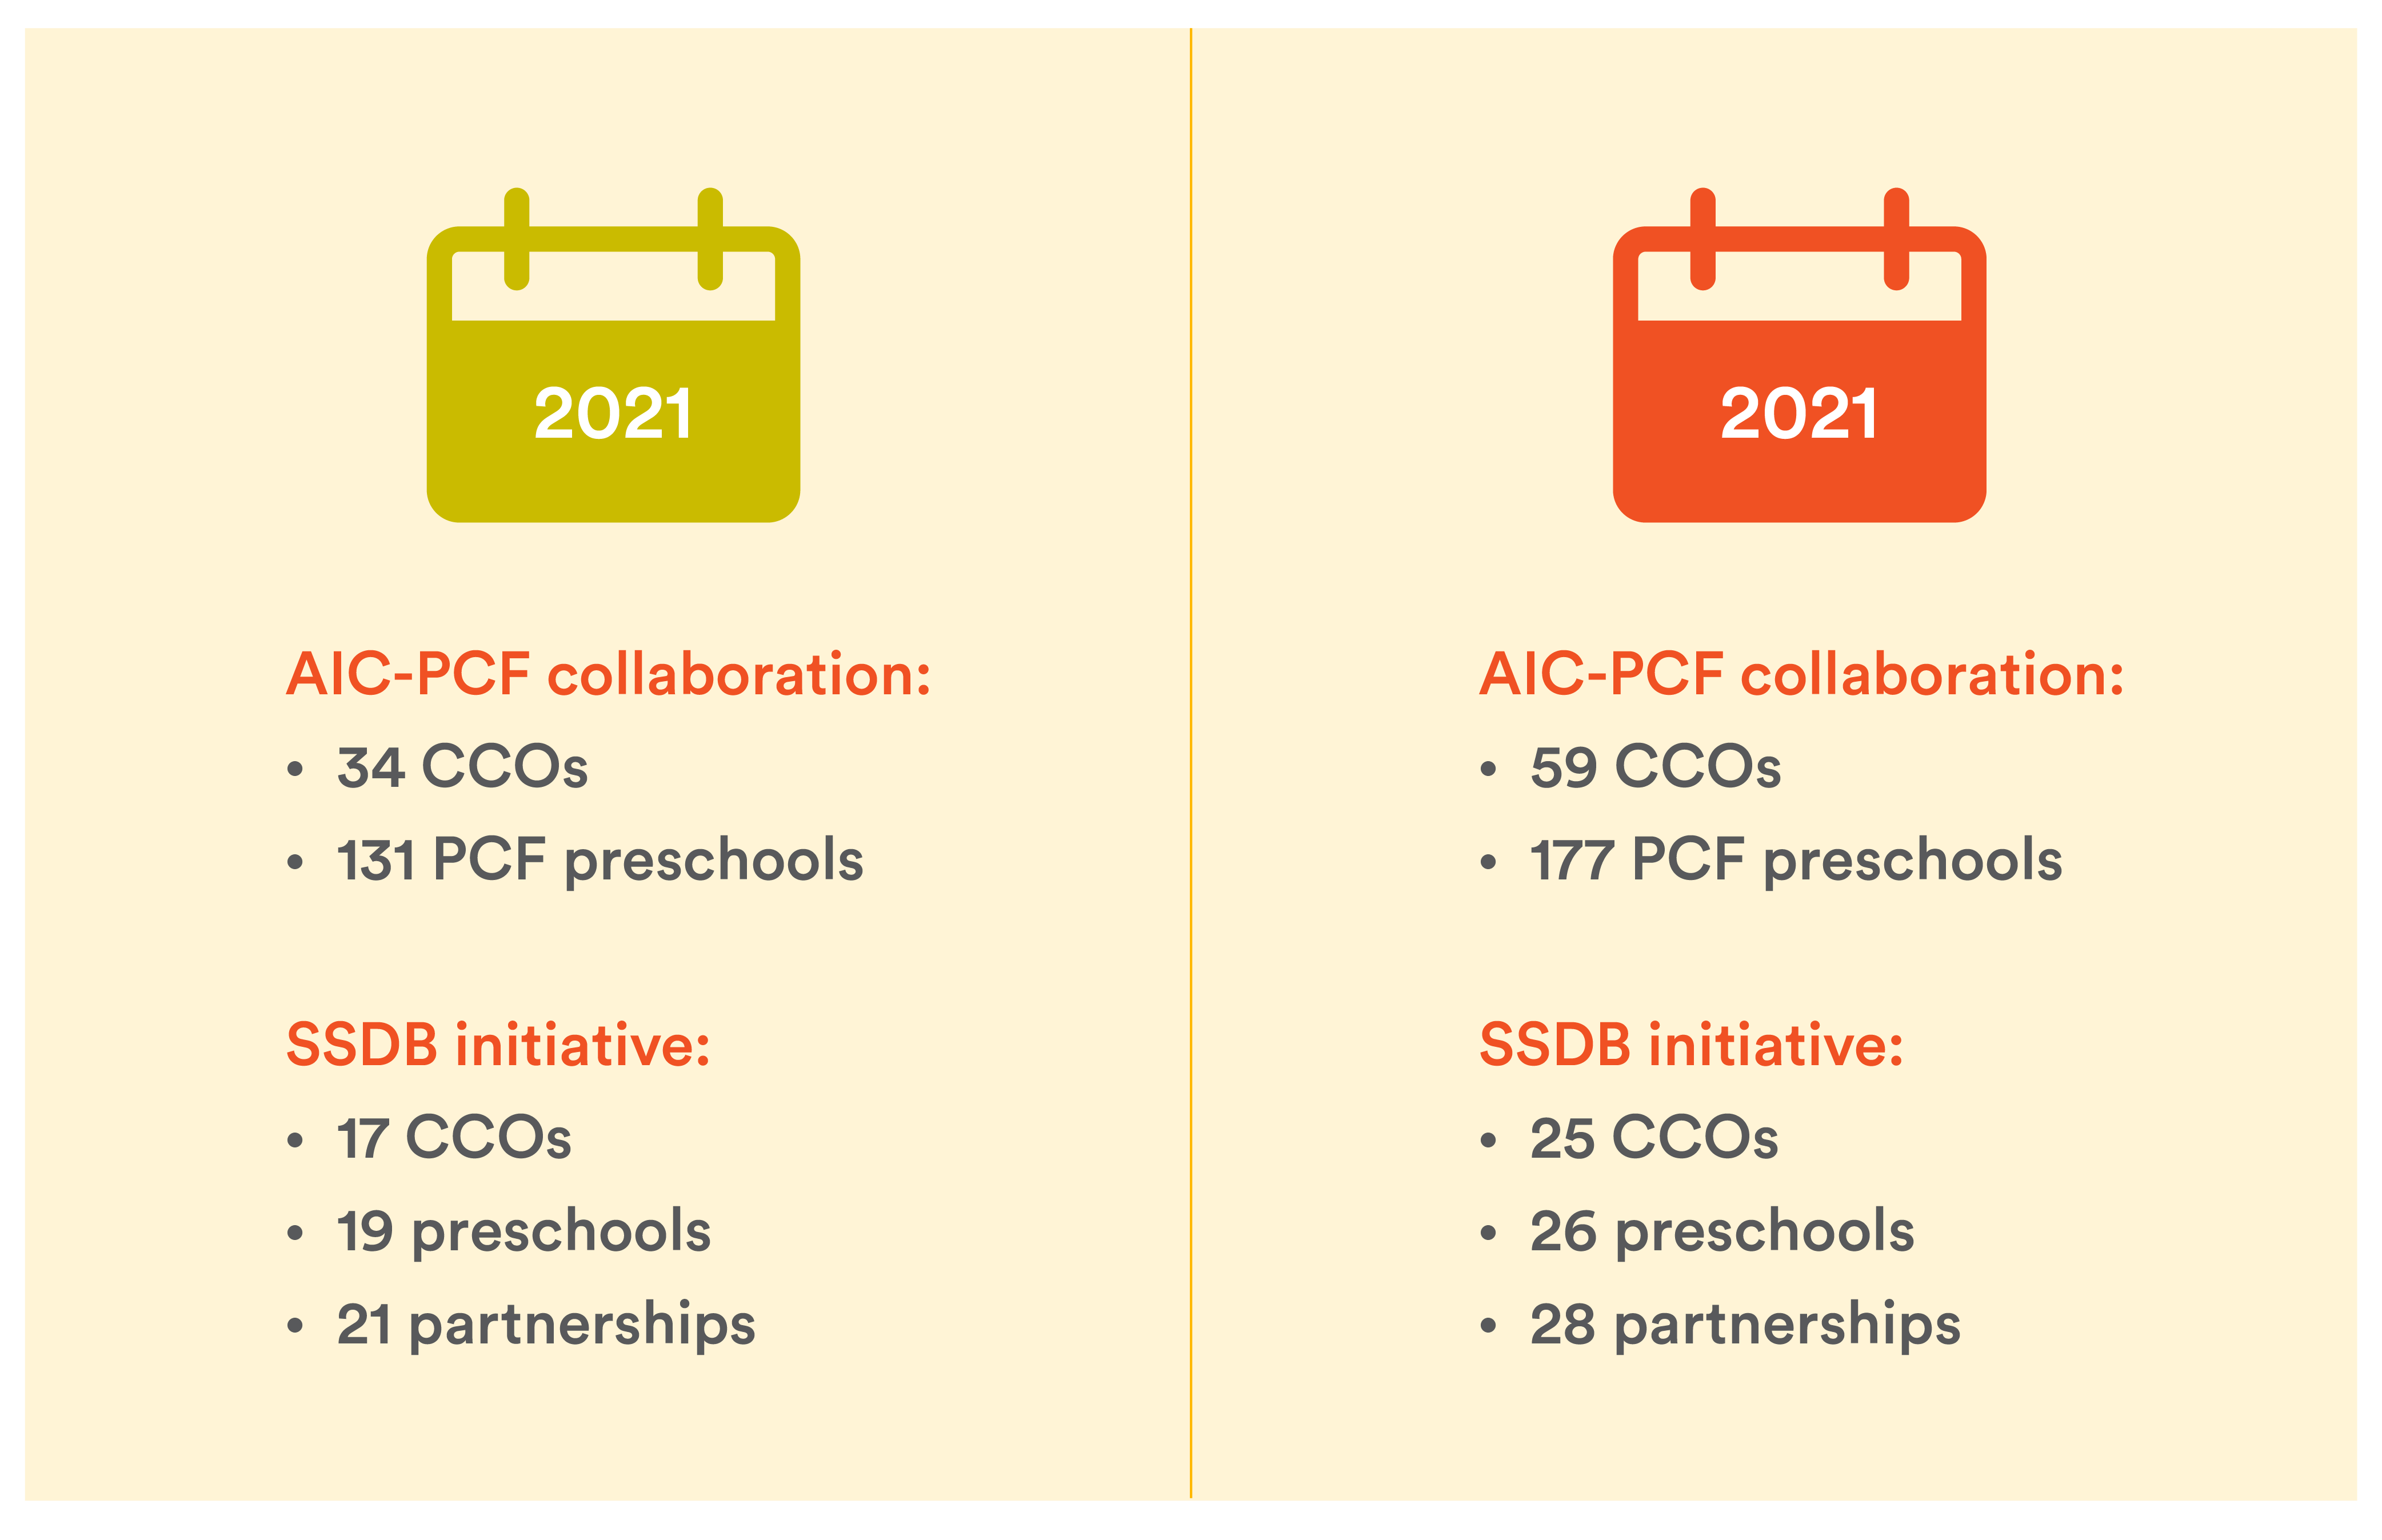 2021
AIC-PCF collaboration:
• 34 CCOs
• 131 PCF preschools
SSDB initiative:
• 17 CCOs
• 19 preschools
• 21 partnerships
2021
AIC-PCF collaboration:
• 59 CCOs
• 177 PCF preschools
SSDB initiative:
• 25 CCOs
• 26 preschools
• 28 partnerships